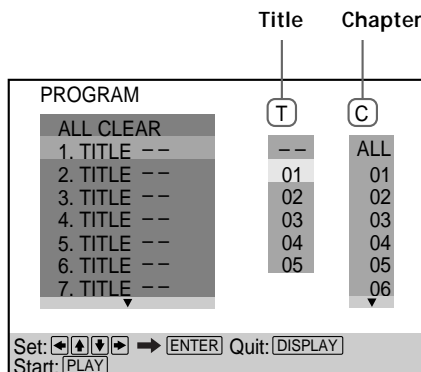 Title Chapter
PROGRAM
T C
ALL CLEAR
1. TITLE – – – – ALL
2. TITLE – – 01 01
3. TITLE – – 02 02
4. TITLE – – 03 03
5. TITLE – – 04 04
6. TITLE – – 05 05
7. TITLE – – 06
Set: ENTER Quit: DISPLAY
Start: PLAY